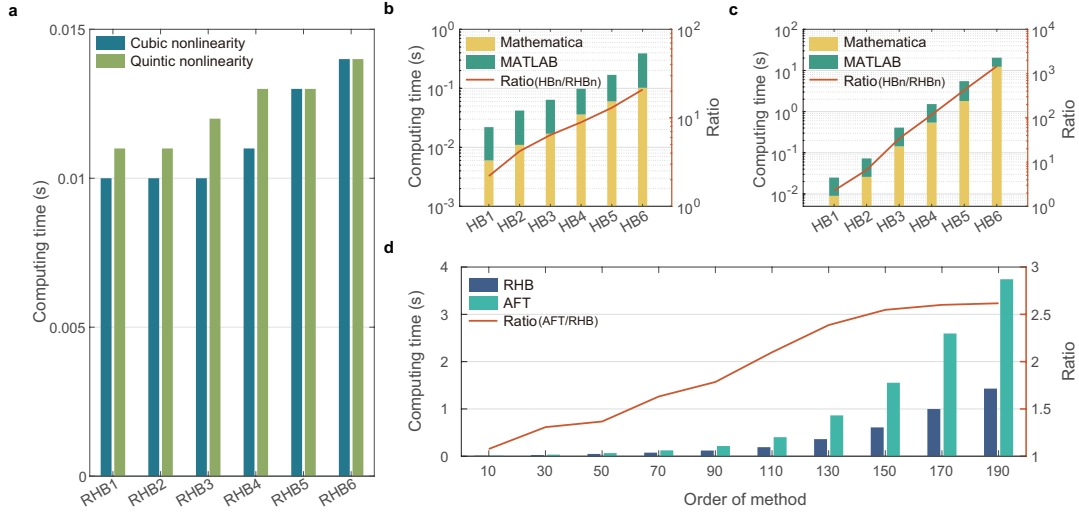 a
0.015
0.01
0.005
0
Computing time (s)
Cubic nonlinearity
Quintic nonlinearity
RHB1
RHB2
RHB3
RHB4
RHB5
RHB6
b
10^0
10^-1
10^-2
10^-3
Computing time (s)
Mathematica
MATLAB
Ratio(HBn/RHBn)
10^2
10^1
10^0
Ratio
HB1
HB2
HB3
HB4
HB5
HB6
c
10^2
10^1
10^0
10^-1
10^-2
Computing time (s)
Mathematica
MATLAB
Ratio(HBn/RHBn)
10^4
10^3
10^2
10^1
10^0
Ratio
HB1
HB2
HB3
HB4
HB5
HB6
d
4
3
2
1
0
Computing time (s)
RHB
AFT
Ratio(AFT/RHB)
3
2.5
2
1.5
1
Ratio
10
30
50
70
90
110
130
150
170
190
Order of method